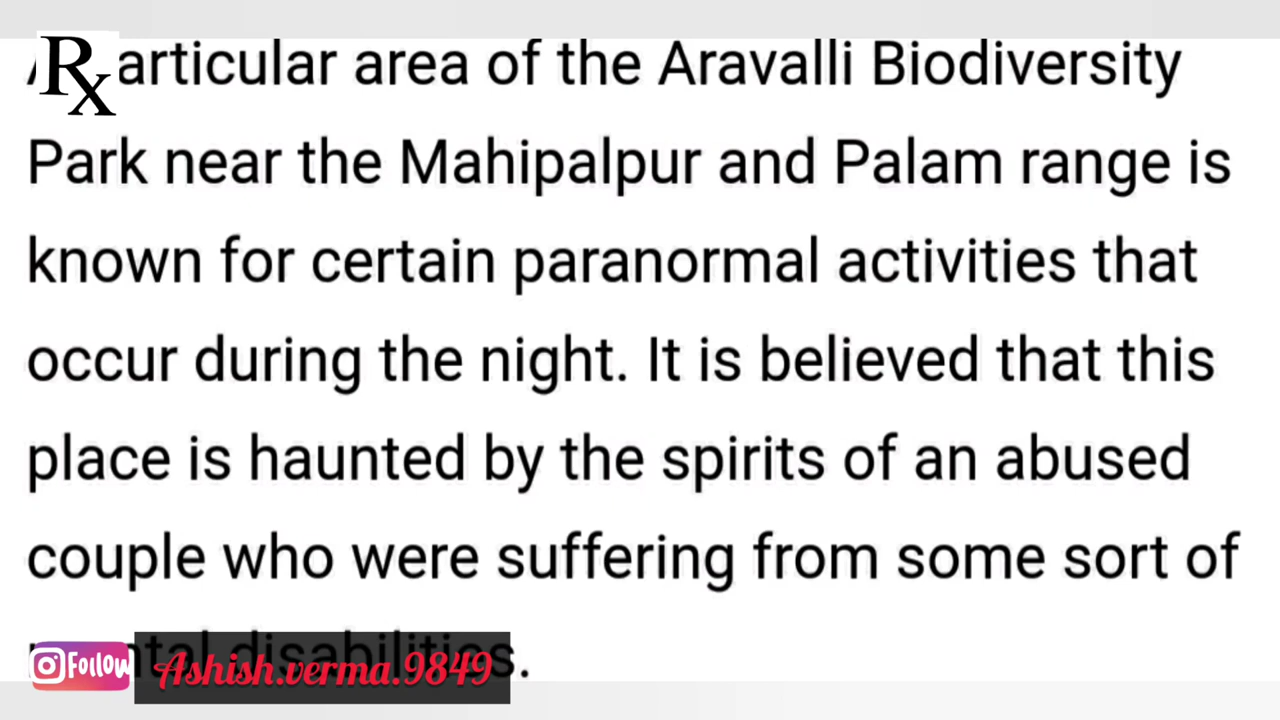 Rx articular area of the Aravalli Biodiversity
Park near the Mahipalpur and Palam range is
known for certain paranormal activities that
occur during the night. It is believed that this
place is haunted by the spirits of an abused
couple who were suffering from some sort of
disabilities.
Follow Ashish.verma.9849